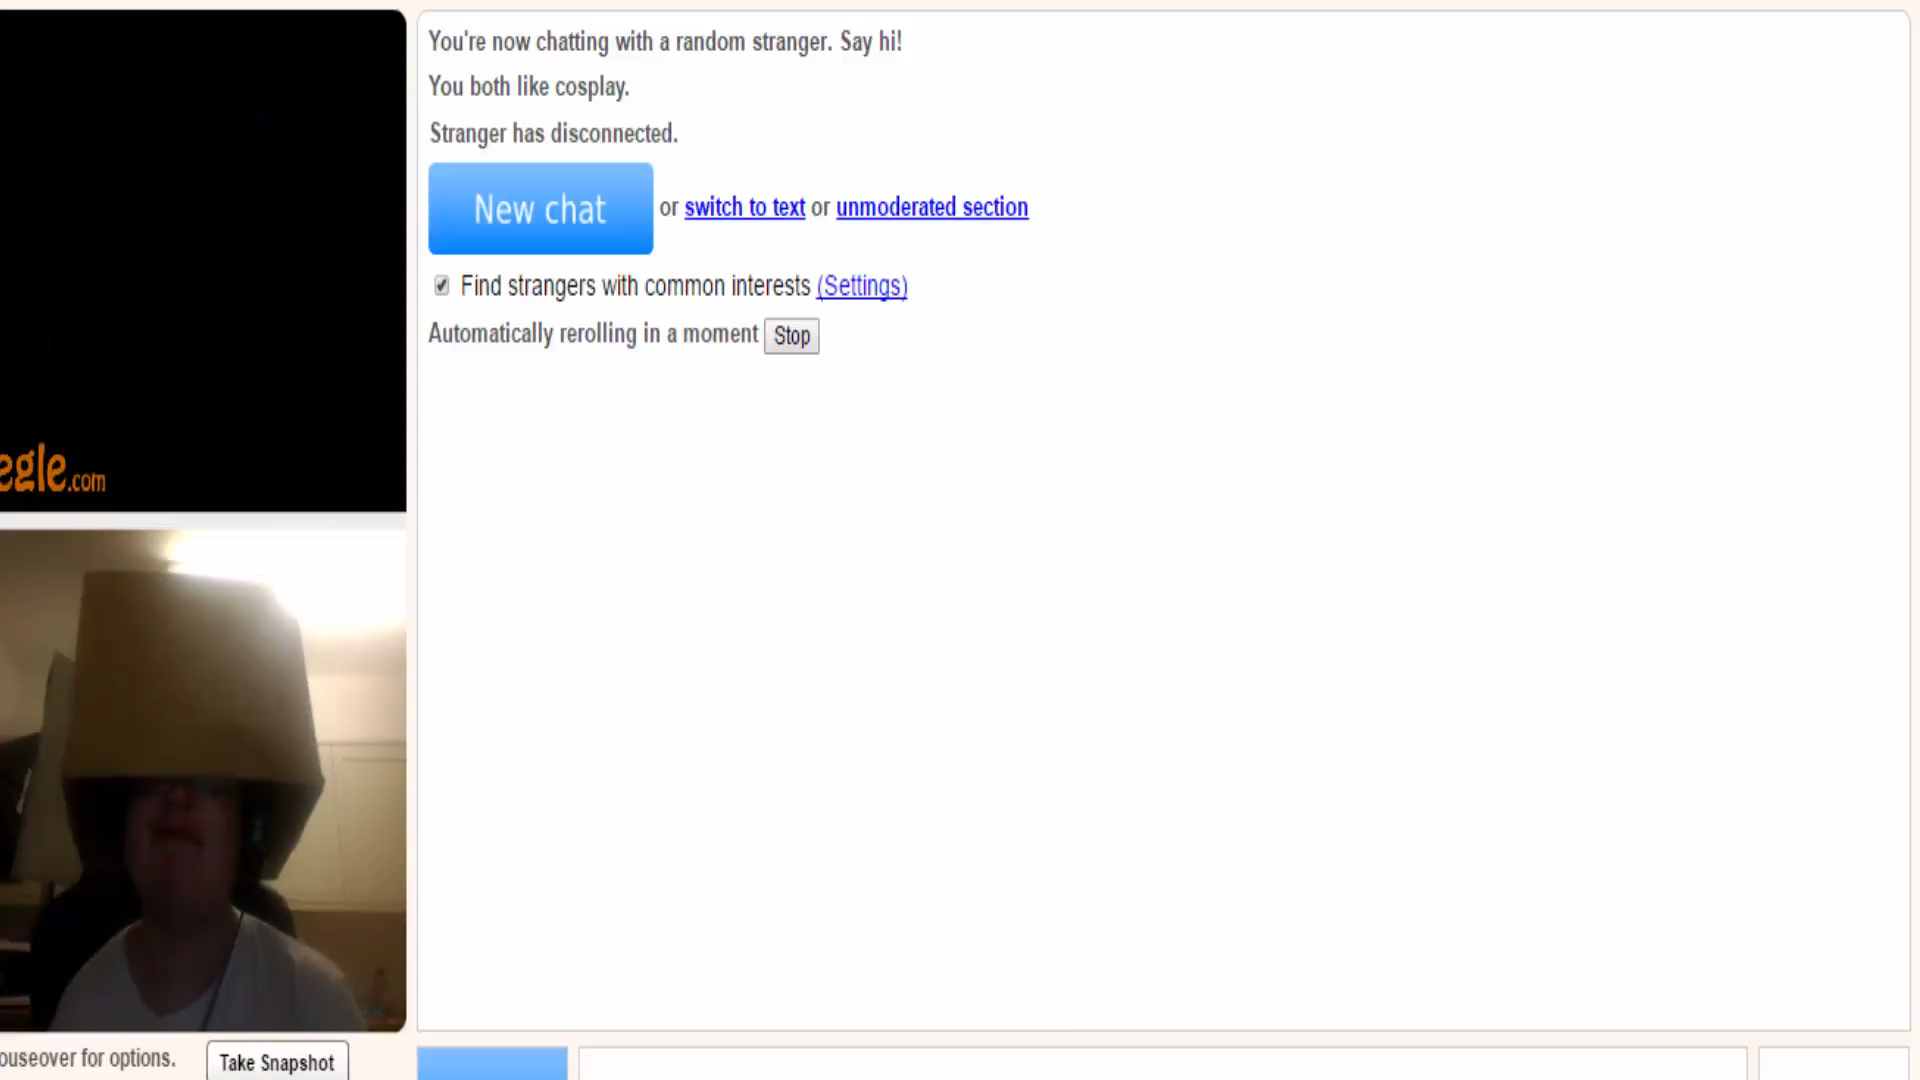 You're now chatting with a random stranger. Say hi!
You both like cosplay.
Stranger has disconnected.
New chat or switch to text or unmoderated section
Find strangers with common interests (Settings)
Automatically rerolling in a moment Stop
egle.com
ouseover for options. Take Snapshot